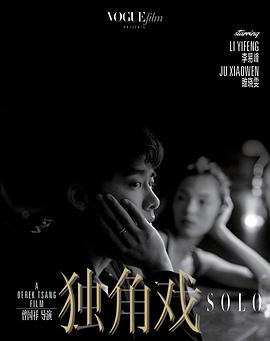 VOGUE film
PRESENTS
starring
LI YIFENG
李易峰
JU XIAOWEN
雎晓雯
A
DEREK TSANG
FILM
曾国祥 导演
独角戏 SOLO